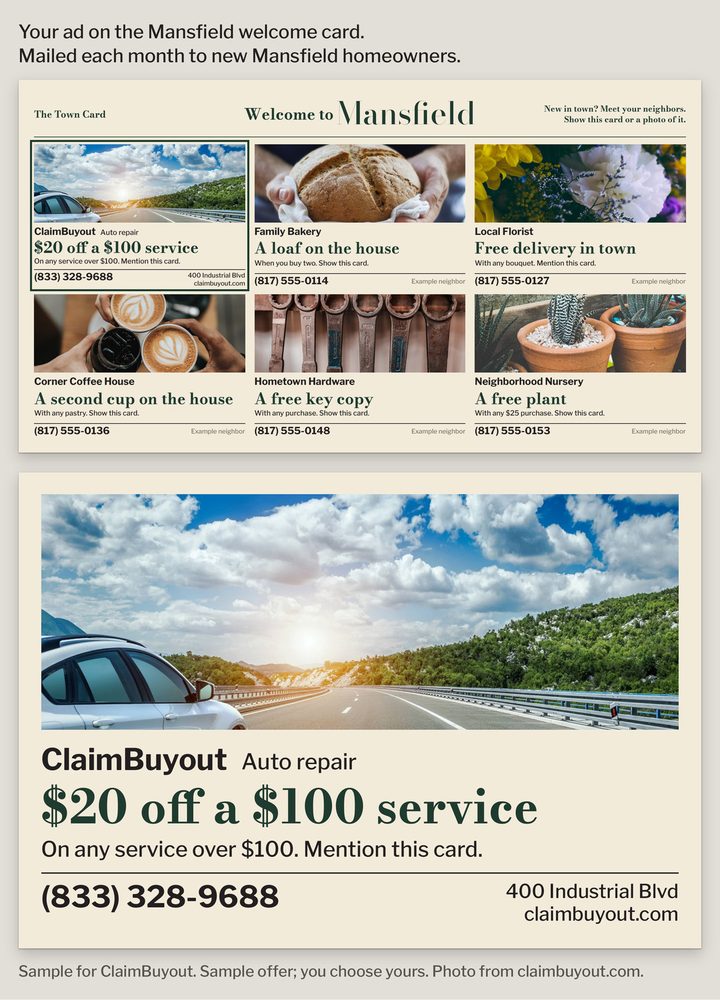 Your ad on the Mansfield welcome card.
Mailed each month to new Mansfield homeowners.
The Town Card
Welcome to Mansfield
New in town? Meet your neighbors.
Show this card or a photo of it.
ClaimBuyout Auto repair
$20 off a $100 service
On any service over $100. Mention this card.
(833) 328-9688
400 Industrial Blvd
claimbuyout.com
Family Bakery
A loaf on the house
When you buy two. Show this card.
(817) 555-0114 Example neighbor
Local Florist
Free delivery in town
With any bouquet. Mention this card.
(817) 555-0127 Example neighbor
Corner Coffee House
A second cup on the house
With any pastry. Show this card.
(817) 555-0136 Example neighbor
Hometown Hardware
A free key copy
With any purchase. Show this card.
(817) 555-0148 Example neighbor
Neighborhood Nursery
A free plant
With any $25 purchase. Show this card.
(817) 555-0153 Example neighbor
ClaimBuyout Auto repair
$20 off a $100 service
On any service over $100. Mention this card.
(833) 328-9688
400 Industrial Blvd
claimbuyout.com
Sample for ClaimBuyout. Sample offer; you choose yours. Photo from claimbuyout.com.